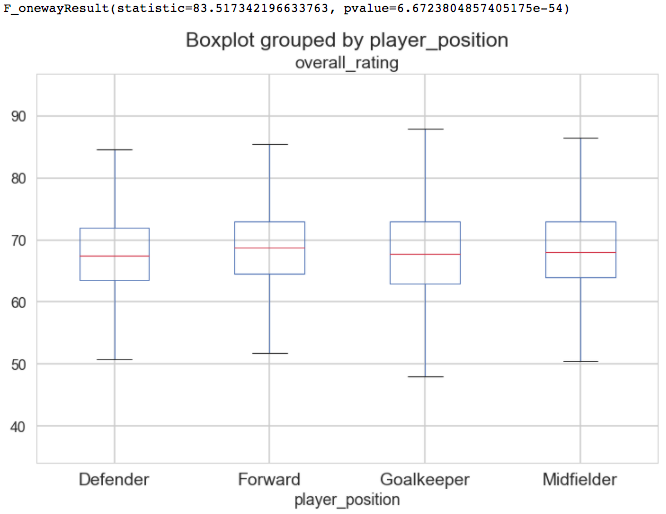 F_onewayResult(statistic=83.517342196633763, pvalue=6.6723804857405175e-54)
Boxplot grouped by player_position
overall_rating
90
80
70
60
50
40
Defender Forward Goalkeeper Midfielder
player_position